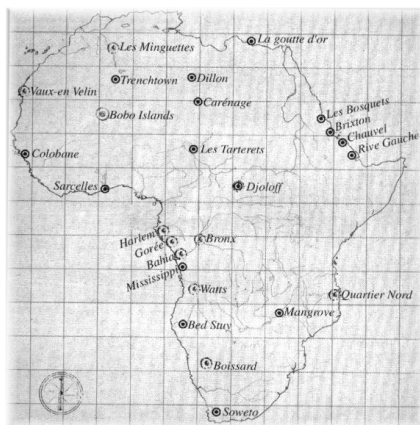 La goutte d'or
Les Minguettes
Trenchtown
Dillon
Vaux-en Velin
Carénage
Bobo Islands
Les Bosquets
Brixton
Chauvel
Rive Gauche
Colobane
Les Tarterets
Sarcelles
Djoloff
Harlem
Gorée
Bronx
Bahia
Mississippi
Watts
Quartier Nord
Bed Stuy
Mangrove
Boissard
Soweto